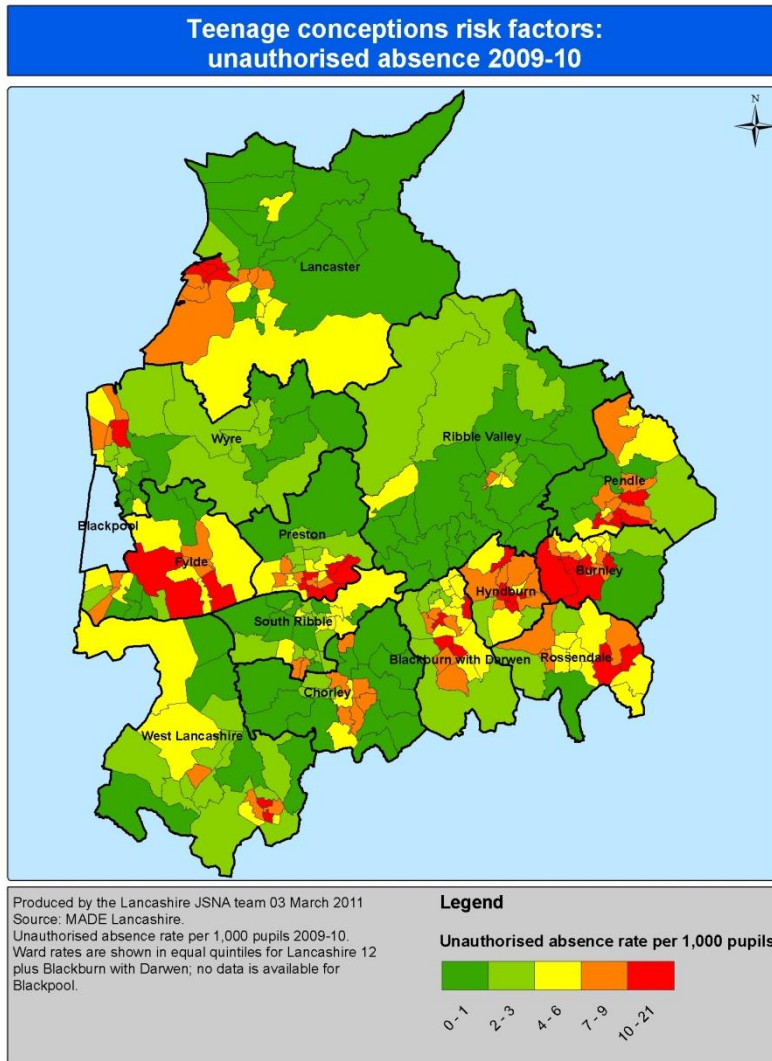 Teenage conceptions risk factors:
unauthorised absence 2009-10
N
Lancaster
Wyre
Ribble Valley
Pendle
Blackpool
Preston
Fylde
Burnley
Hyndburn
South Ribble
Blackburn with Darwen
Rossendale
Chorley
West Lancashire
Produced by the Lancashire JSNA team 03 March 2011
Source: MADE Lancashire.
Unauthorised absence rate per 1,000 pupils 2009-10.
Ward rates are shown in equal quintiles for Lancashire 12
plus Blackburn with Darwen; no data is available for
Blackpool.
Legend
Unauthorised absence rate per 1,000 pupils
0 - 1
2 - 3
4 - 6
7 - 9
10 - 21